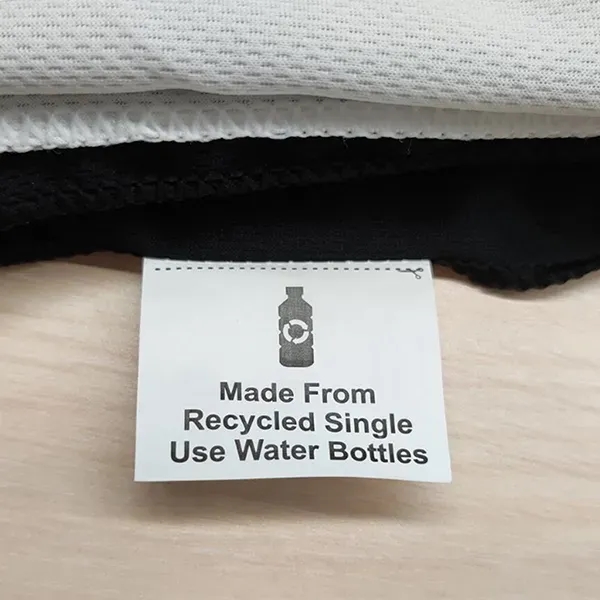 Made From
Recycled Single
Use Water Bottles